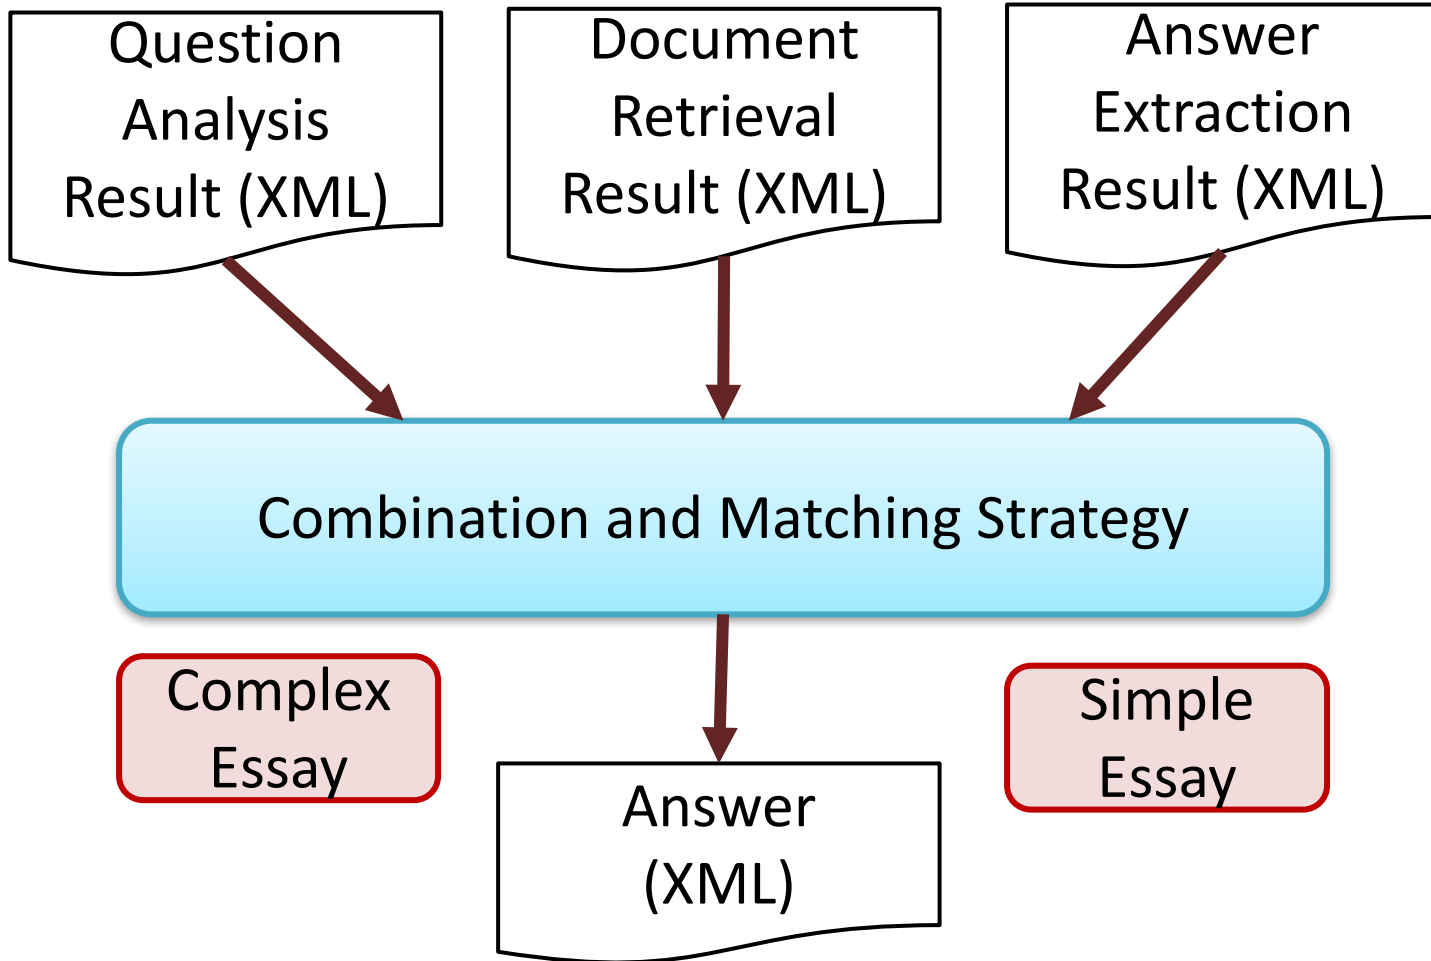 Question
Analysis
Result (XML)
Document
Retrieval
Result (XML)
Answer
Extraction
Result (XML)
Combination and Matching Strategy
Complex
Essay
Simple
Essay
Answer
(XML)